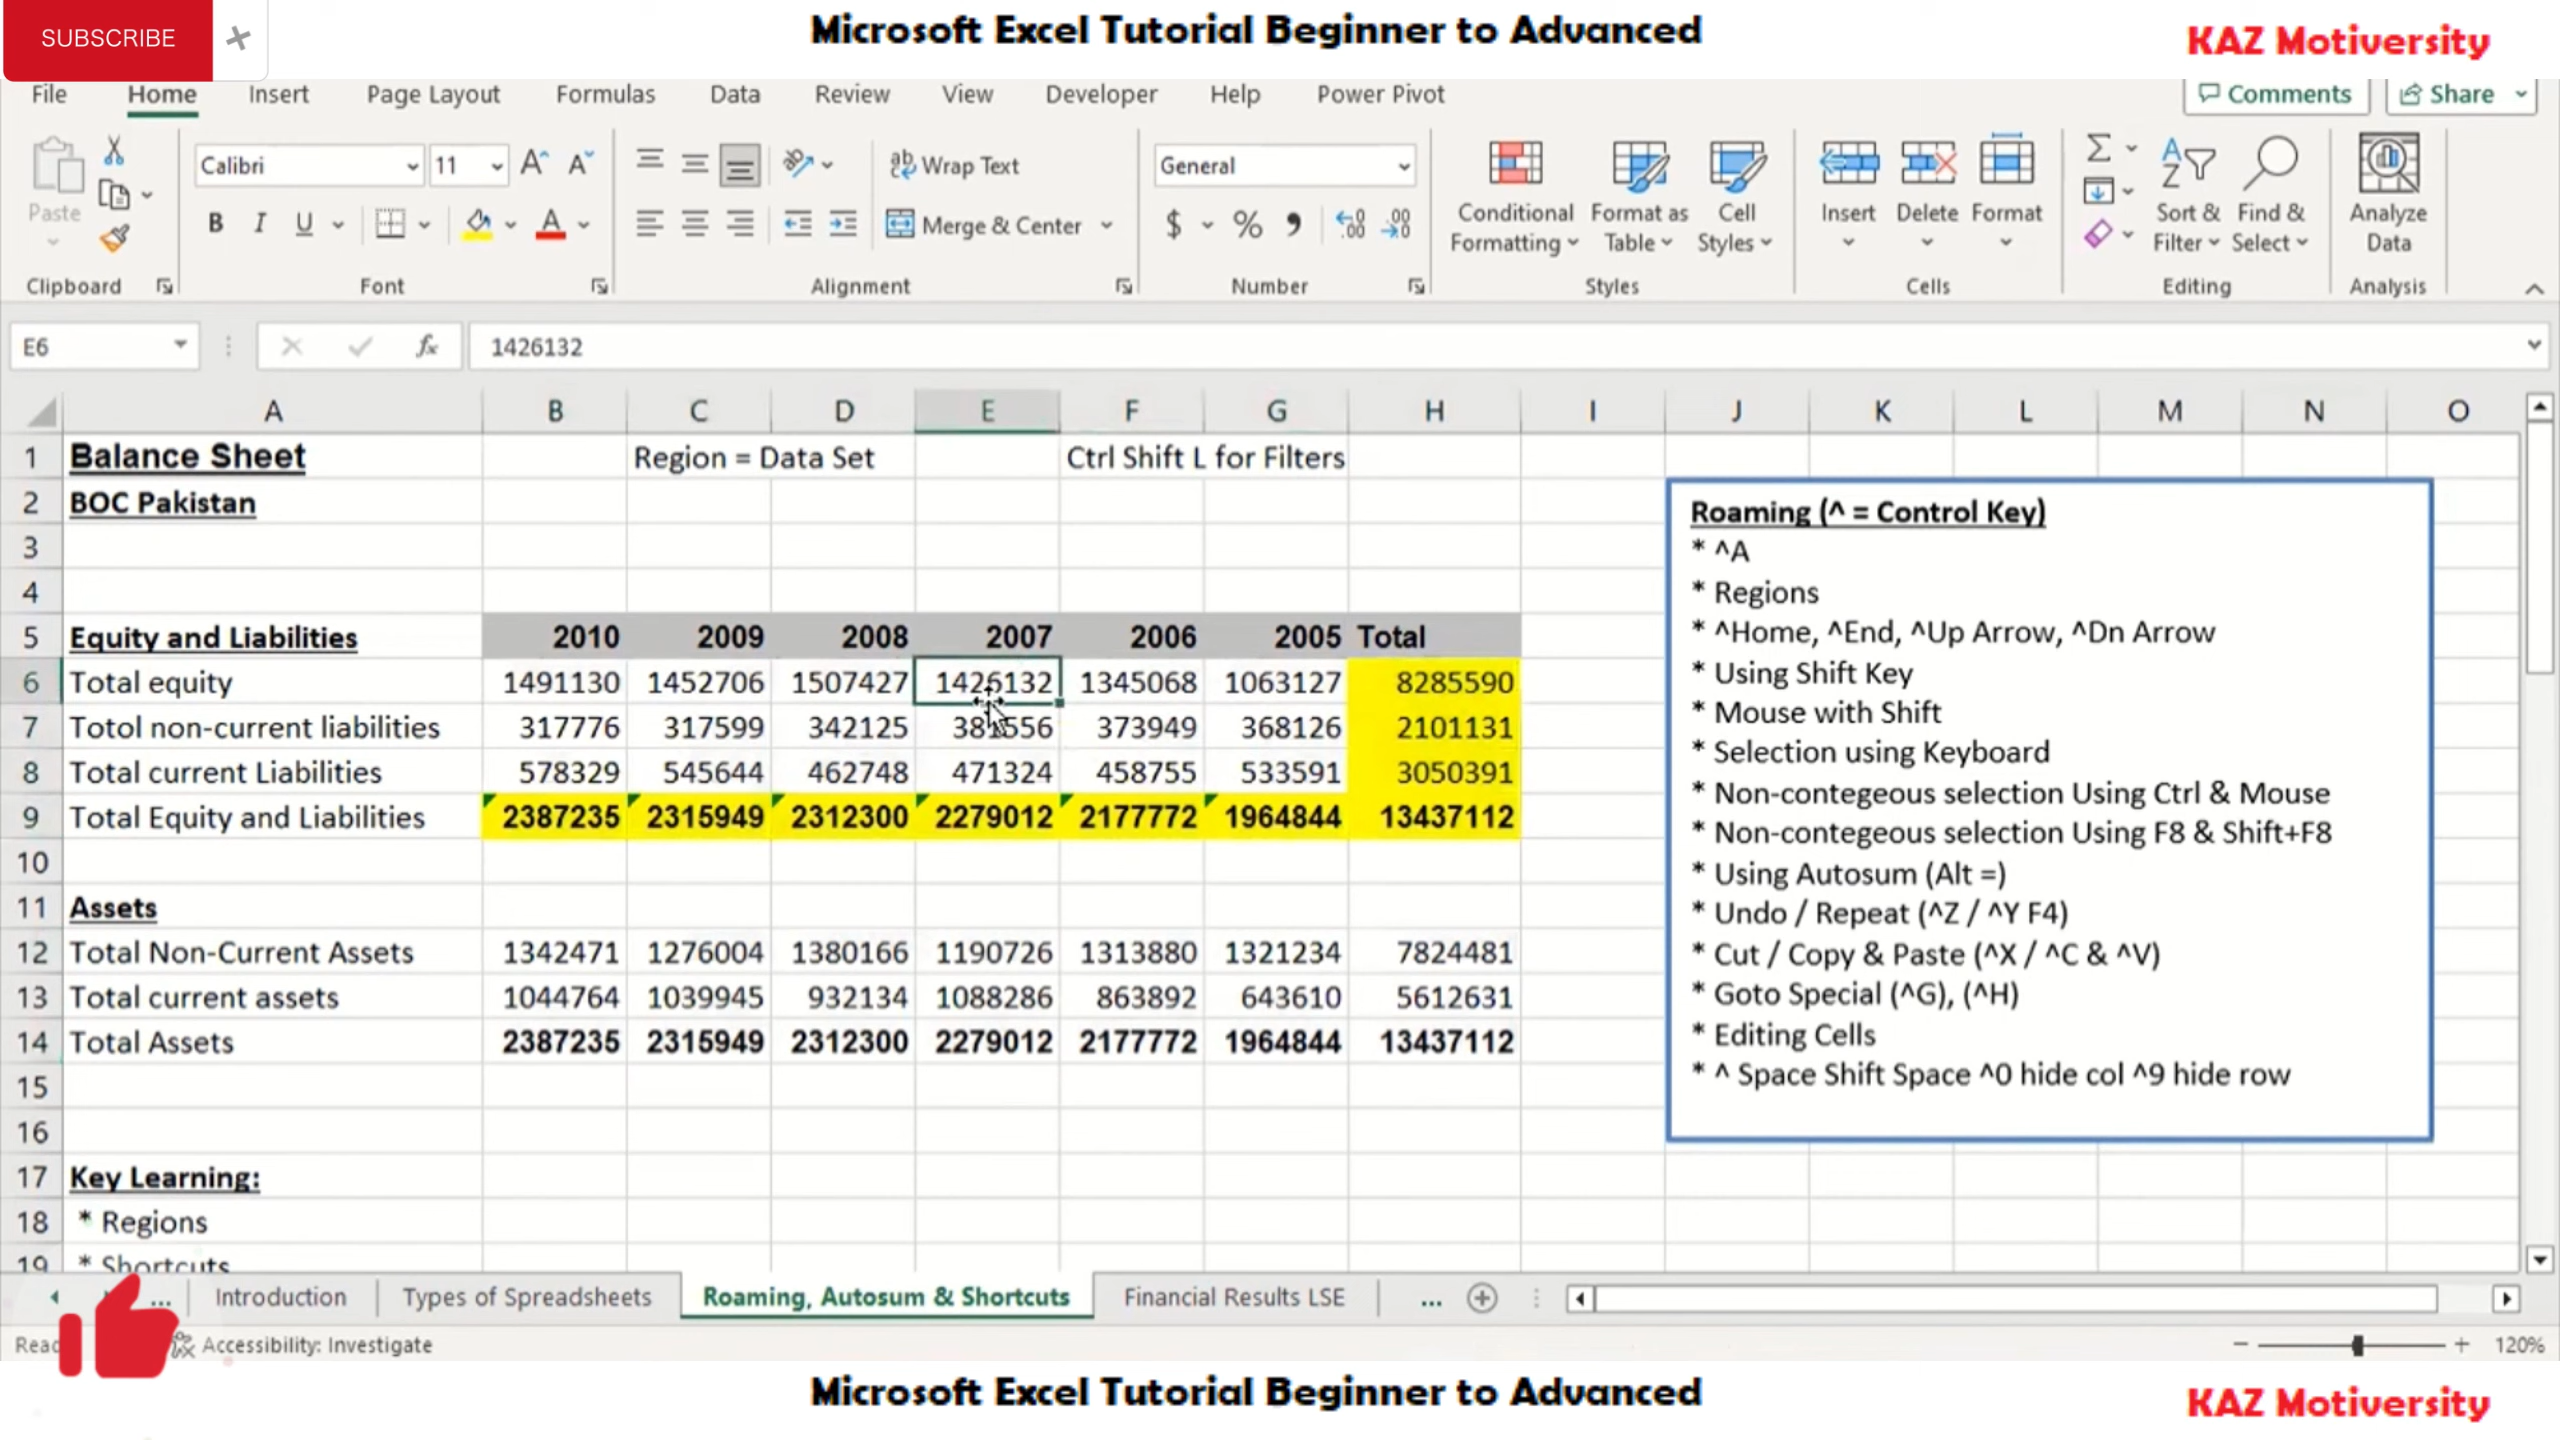 SUBSCRIBE
Microsoft Excel Tutorial Beginner to Advanced
KAZ Motiversity
File Home Insert Page Layout Formulas Data Review View Developer Help Power Pivot
Comments Share
Paste
Clipboard
Calibri 11
B I U
Font
Wrap Text
Merge & Center
Alignment
General
$ %
Number
Conditional Formatting
Format as Table
Cell Styles
Styles
Insert Delete Format
Cells
Sort & Filter
Find & Select
Editing
Analyze Data
Analysis
E6 fx 1426132
A B C D E F G H I J K L M N O
1 Balance Sheet Region = Data Set Ctrl Shift L for Filters
2 BOC Pakistan
3
4
5 Equity and Liabilities 2010 2009 2008 2007 2006 2005 Total
6 Total equity 1491130 1452706 1507427 1426132 1345068 1063127 8285590
7 Totol non-current liabilities 317776 317599 342125 381556 373949 368126 2101131
8 Total current Liabilities 578329 545644 462748 471324 458755 533591 3050391
9 Total Equity and Liabilities 2387235 2315949 2312300 2279012 2177772 1964844 13437112
10
11 Assets
12 Total Non-Current Assets 1342471 1276004 1380166 1190726 1313880 1321234 7824481
13 Total current assets 1044764 1039945 932134 1088286 863892 643610 5612631
14 Total Assets 2387235 2315949 2312300 2279012 2177772 1964844 13437112
15
16
17 Key Learning:
18 * Regions
19 * Shortcuts
Roaming (^ = Control Key)
* ^A
* Regions
* ^Home, ^End, ^Up Arrow, ^Dn Arrow
* Using Shift Key
* Mouse with Shift
* Selection using Keyboard
* Non-contegeous selection Using Ctrl & Mouse
* Non-contegeous selection Using F8 & Shift+F8
* Using Autosum (Alt =)
* Undo / Repeat (^Z / ^Y F4)
* Cut / Copy & Paste (^X / ^C & ^V)
* Goto Special (^G), (^H)
* Editing Cells
* ^ Space Shift Space ^0 hide col ^9 hide row
... Introduction Types of Spreadsheets Roaming, Autosum & Shortcuts Financial Results LSE ...
Accessibility: Investigate
120%
Microsoft Excel Tutorial Beginner to Advanced
KAZ Motiversity